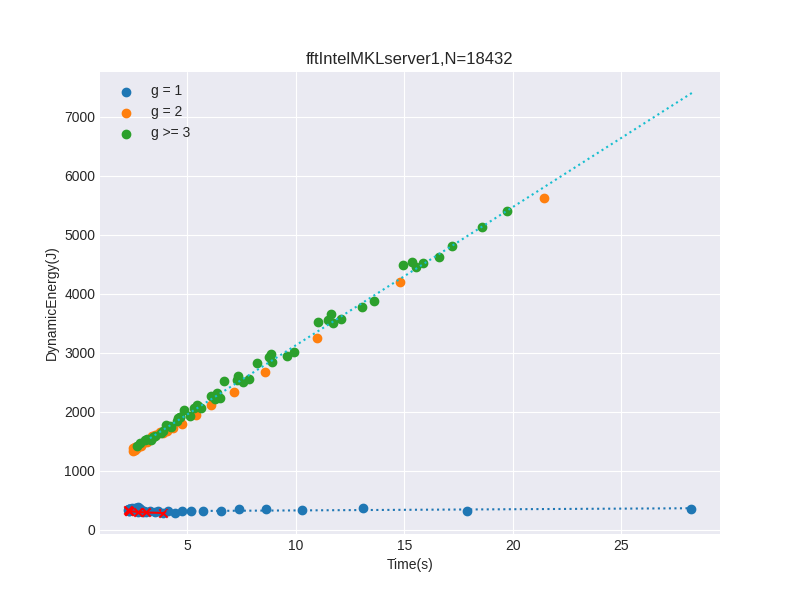 fftIntelMKLserver1,N=18432
g = 1
g = 2
g >= 3
DynamicEnergy(J)
7000
6000
5000
4000
3000
2000
1000
0
5
10
15
20
25
Time(s)